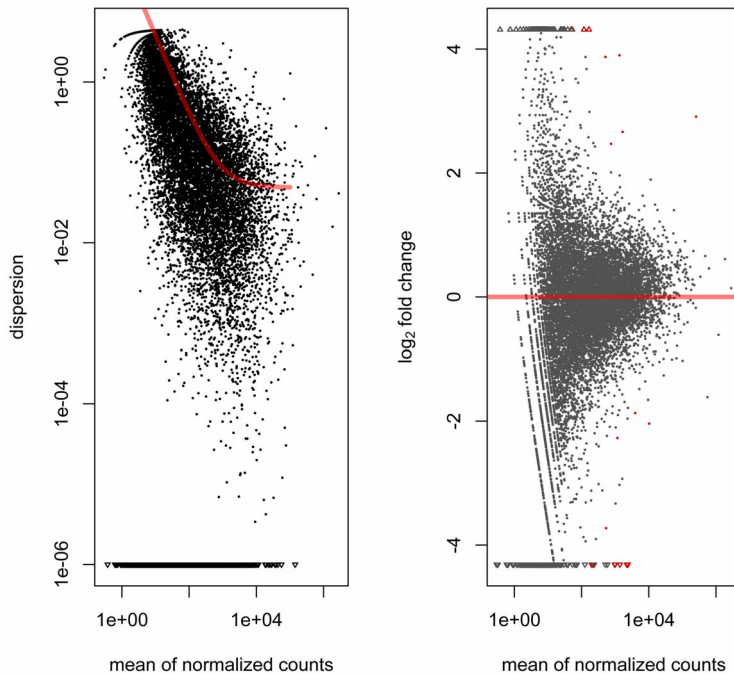 dispersion
1e+00
1e-02
1e-04
1e-06
1e+00
1e+04
mean of normalized counts
log2 fold change
4
2
0
-2
-4
1e+00
1e+04
mean of normalized counts